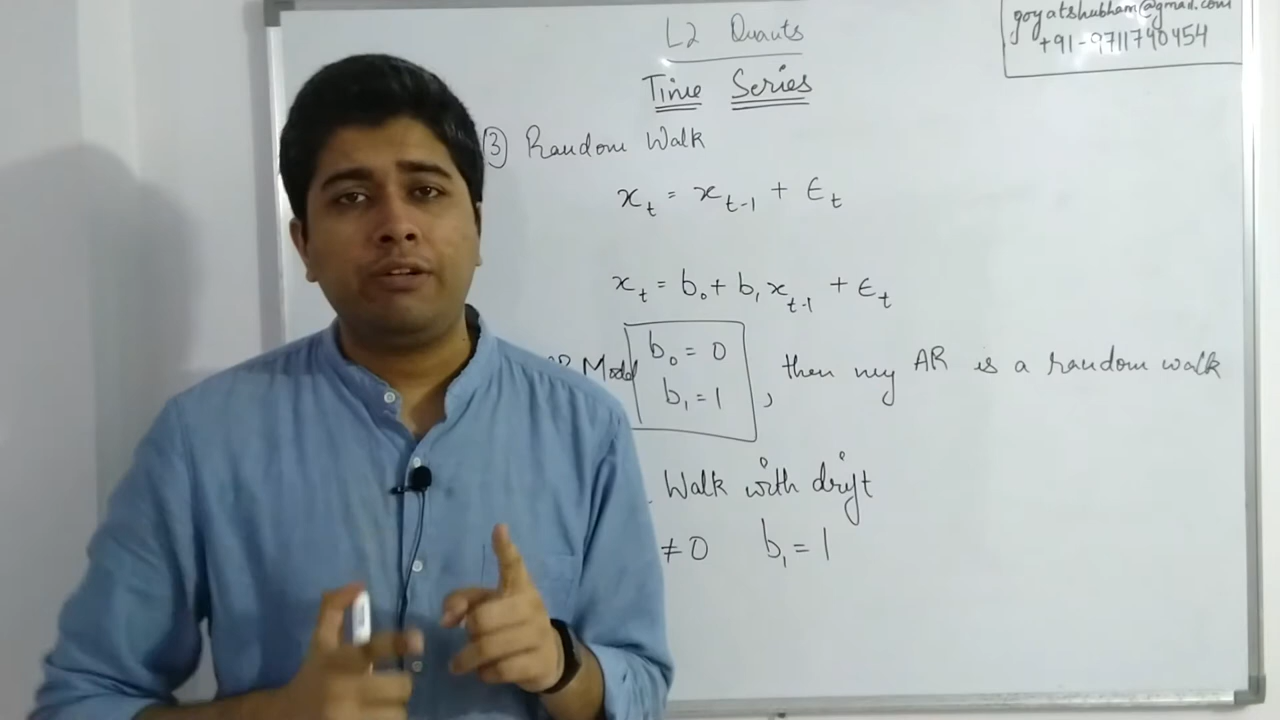 goyatshubham@gmail.com
+91-9711740454
L2 Quants
Time Series
③ Random Walk
xₜ = xₜ₋₁ + ϵₜ
xₜ = b₀ + b₁ xₜ₋₁ + ϵₜ
Model b₀ = 0
b₁ = 1 , then my AR is a random walk
Walk with drift
≠ 0 b₁ = 1